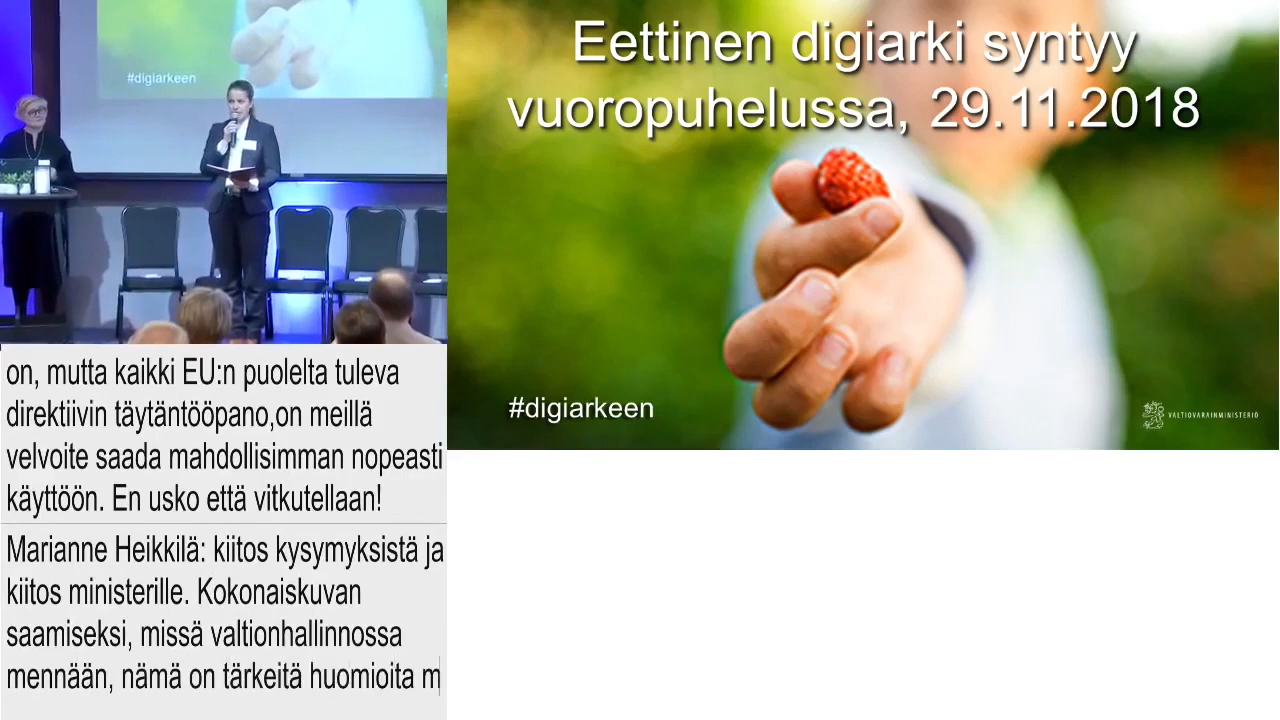 #digiarkeen
Eettinen digiarki syntyy
vuoropuhelussa, 29.11.2018
#digiarkeen
VALTIOVARAINMINISTERIÖ
on, mutta kaikki EU:n puolelta tuleva
direktiivin täytäntööpano,on meillä
velvoite saada mahdollisimman nopeasti
käyttöön. En usko että vitkutellaan!
Marianne Heikkilä: kiitos kysymyksistä ja
kiitos ministerille. Kokonaiskuvan
saamiseksi, missä valtionhallinnossa
mennään, nämä on tärkeitä huomioita m